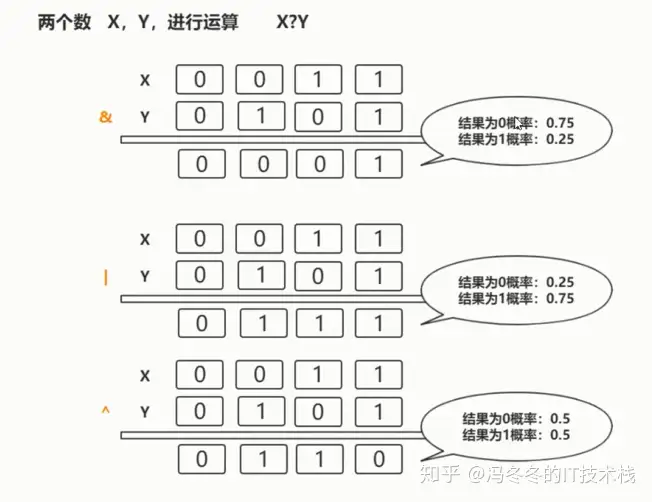 两个数 X，Y，进行运算 X?Y
X 0 0 1 1
& Y 0 1 0 1
0 0 0 1
结果为0概率：0.75
结果为1概率：0.25
X 0 0 1 1
| Y 0 1 0 1
0 1 1 1
结果为0概率：0.25
结果为1概率：0.75
X 0 0 1 1
^ Y 0 1 0 1
0 1 1 0
结果为0概率：0.5
结果为1概率：0.5
知乎 @冯冬冬的IT技术栈